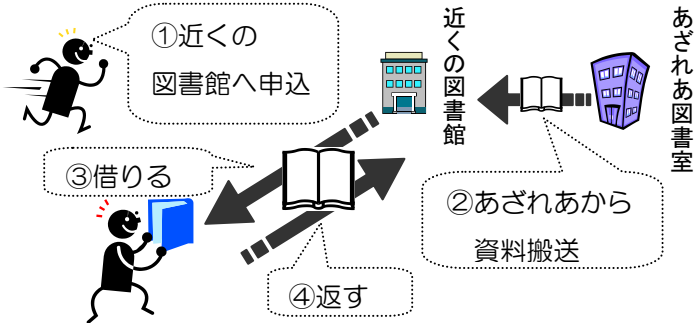 ①近くの
図書館へ申込
近くの図書館
あざれあ図書室
②あざれあから
資料搬送
③借りる
④返す